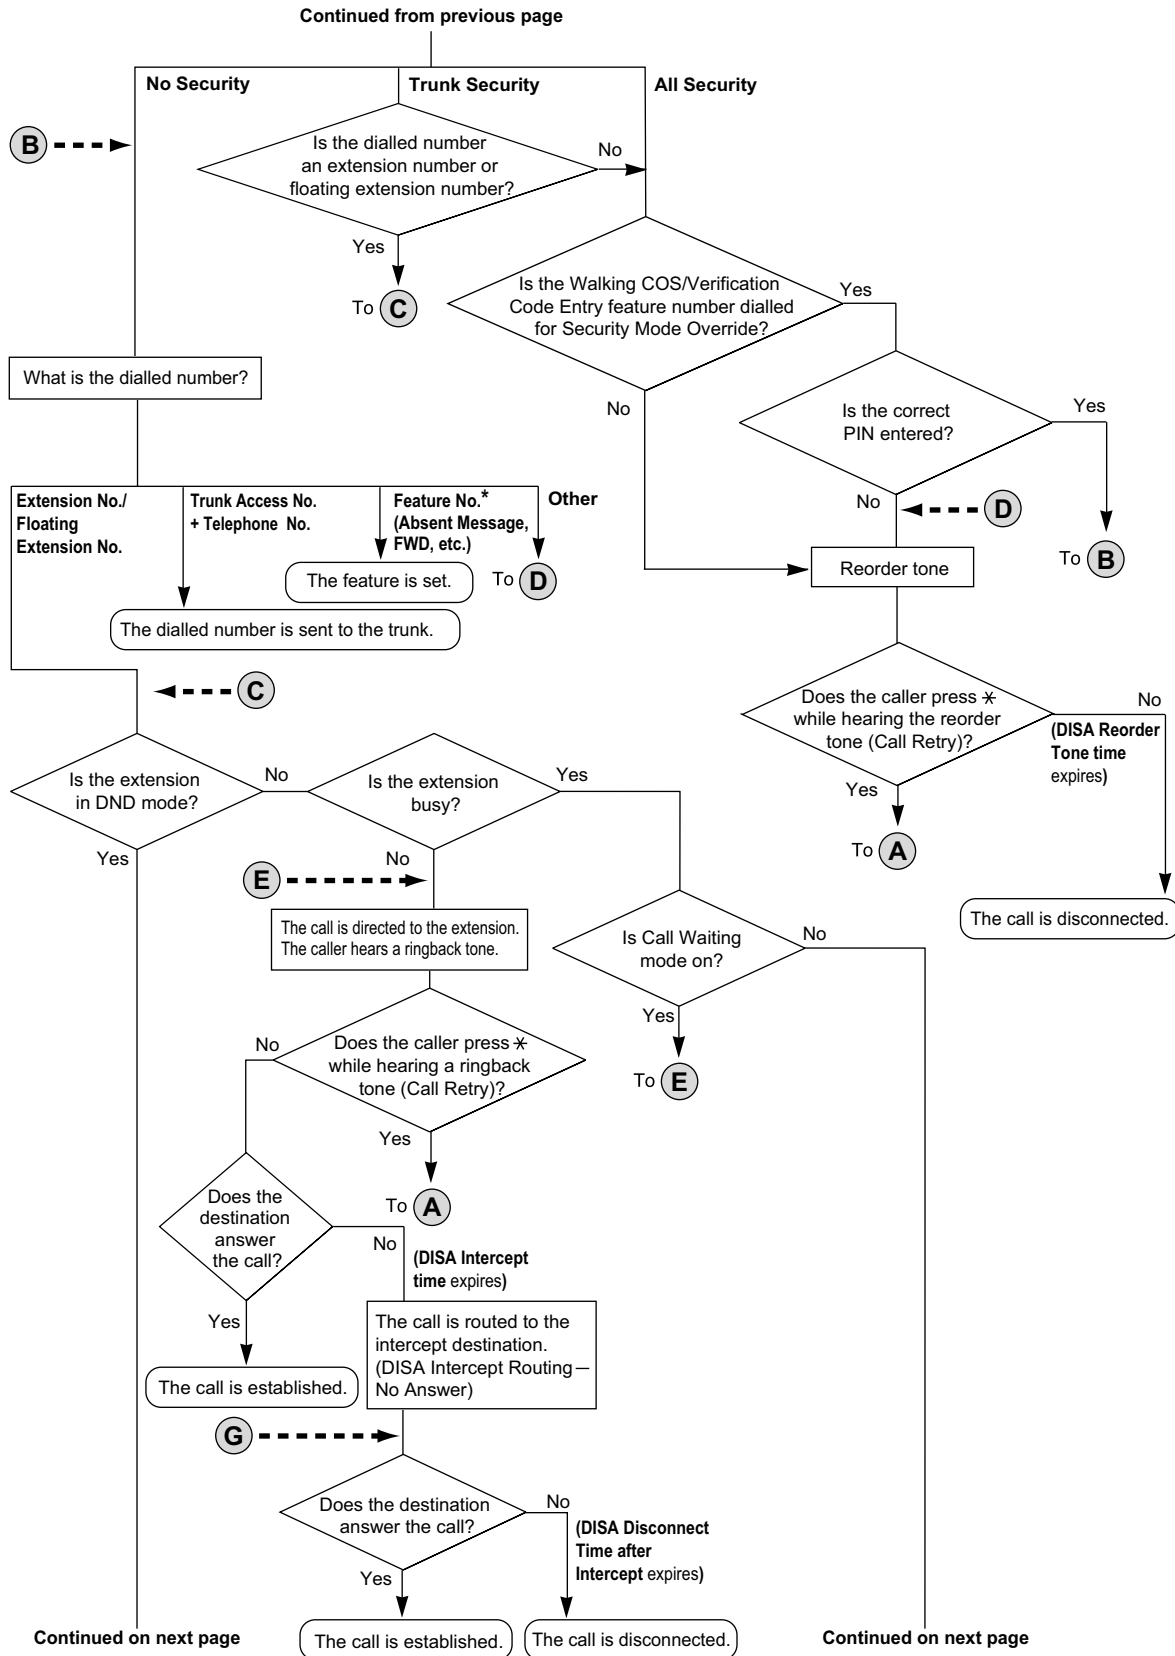 Continued from previous page
No Security
Trunk Security
All Security
B
Is the dialled number
an extension number or
floating extension number?
No
Yes
To C
Is the Walking COS/Verification
Code Entry feature number dialled
for Security Mode Override?
Yes
No
What is the dialled number?
Is the correct
PIN entered?
Yes
No
D
To B
Extension No./
Floating
Extension No.
Trunk Access No.
+ Telephone No.
Feature No.*
(Absent Message,
FWD, etc.)
Other
The feature is set.
To D
The dialled number is sent to the trunk.
Reorder tone
C
Does the caller press *
while hearing the reorder
tone (Call Retry)?
No
(DISA Reorder
Tone time
expires)
Yes
To A
The call is disconnected.
Is the extension
in DND mode?
No
Yes
Is the extension
busy?
Yes
No
E
The call is directed to the extension.
The caller hears a ringback tone.
Is Call Waiting
mode on?
No
Yes
To E
Does the caller press *
while hearing a ringback
tone (Call Retry)?
No
Yes
To A
Does the
destination
answer
the call?
No
(DISA Intercept
time expires)
Yes
The call is established.
The call is routed to the
intercept destination.
(DISA Intercept Routing—
No Answer)
G
Does the destination
answer the call?
No
(DISA Disconnect
Time after
Intercept expires)
Yes
The call is established.
The call is disconnected.
Continued on next page
Continued on next page